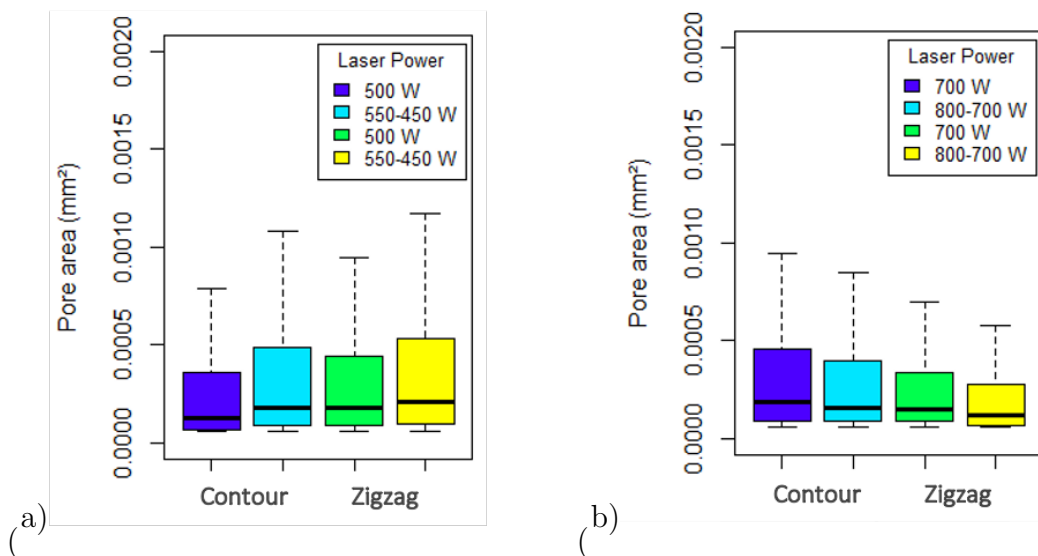 Laser Power
500 W
550-450 W
500 W
550-450 W
Pore area (mm²)
0.0000
0.0005
0.0010
0.0015
0.0020
Contour
Zigzag
(a)
Laser Power
700 W
800-700 W
700 W
800-700 W
Pore area (mm²)
0.0000
0.0005
0.0010
0.0015
0.0020
Contour
Zigzag
(b)